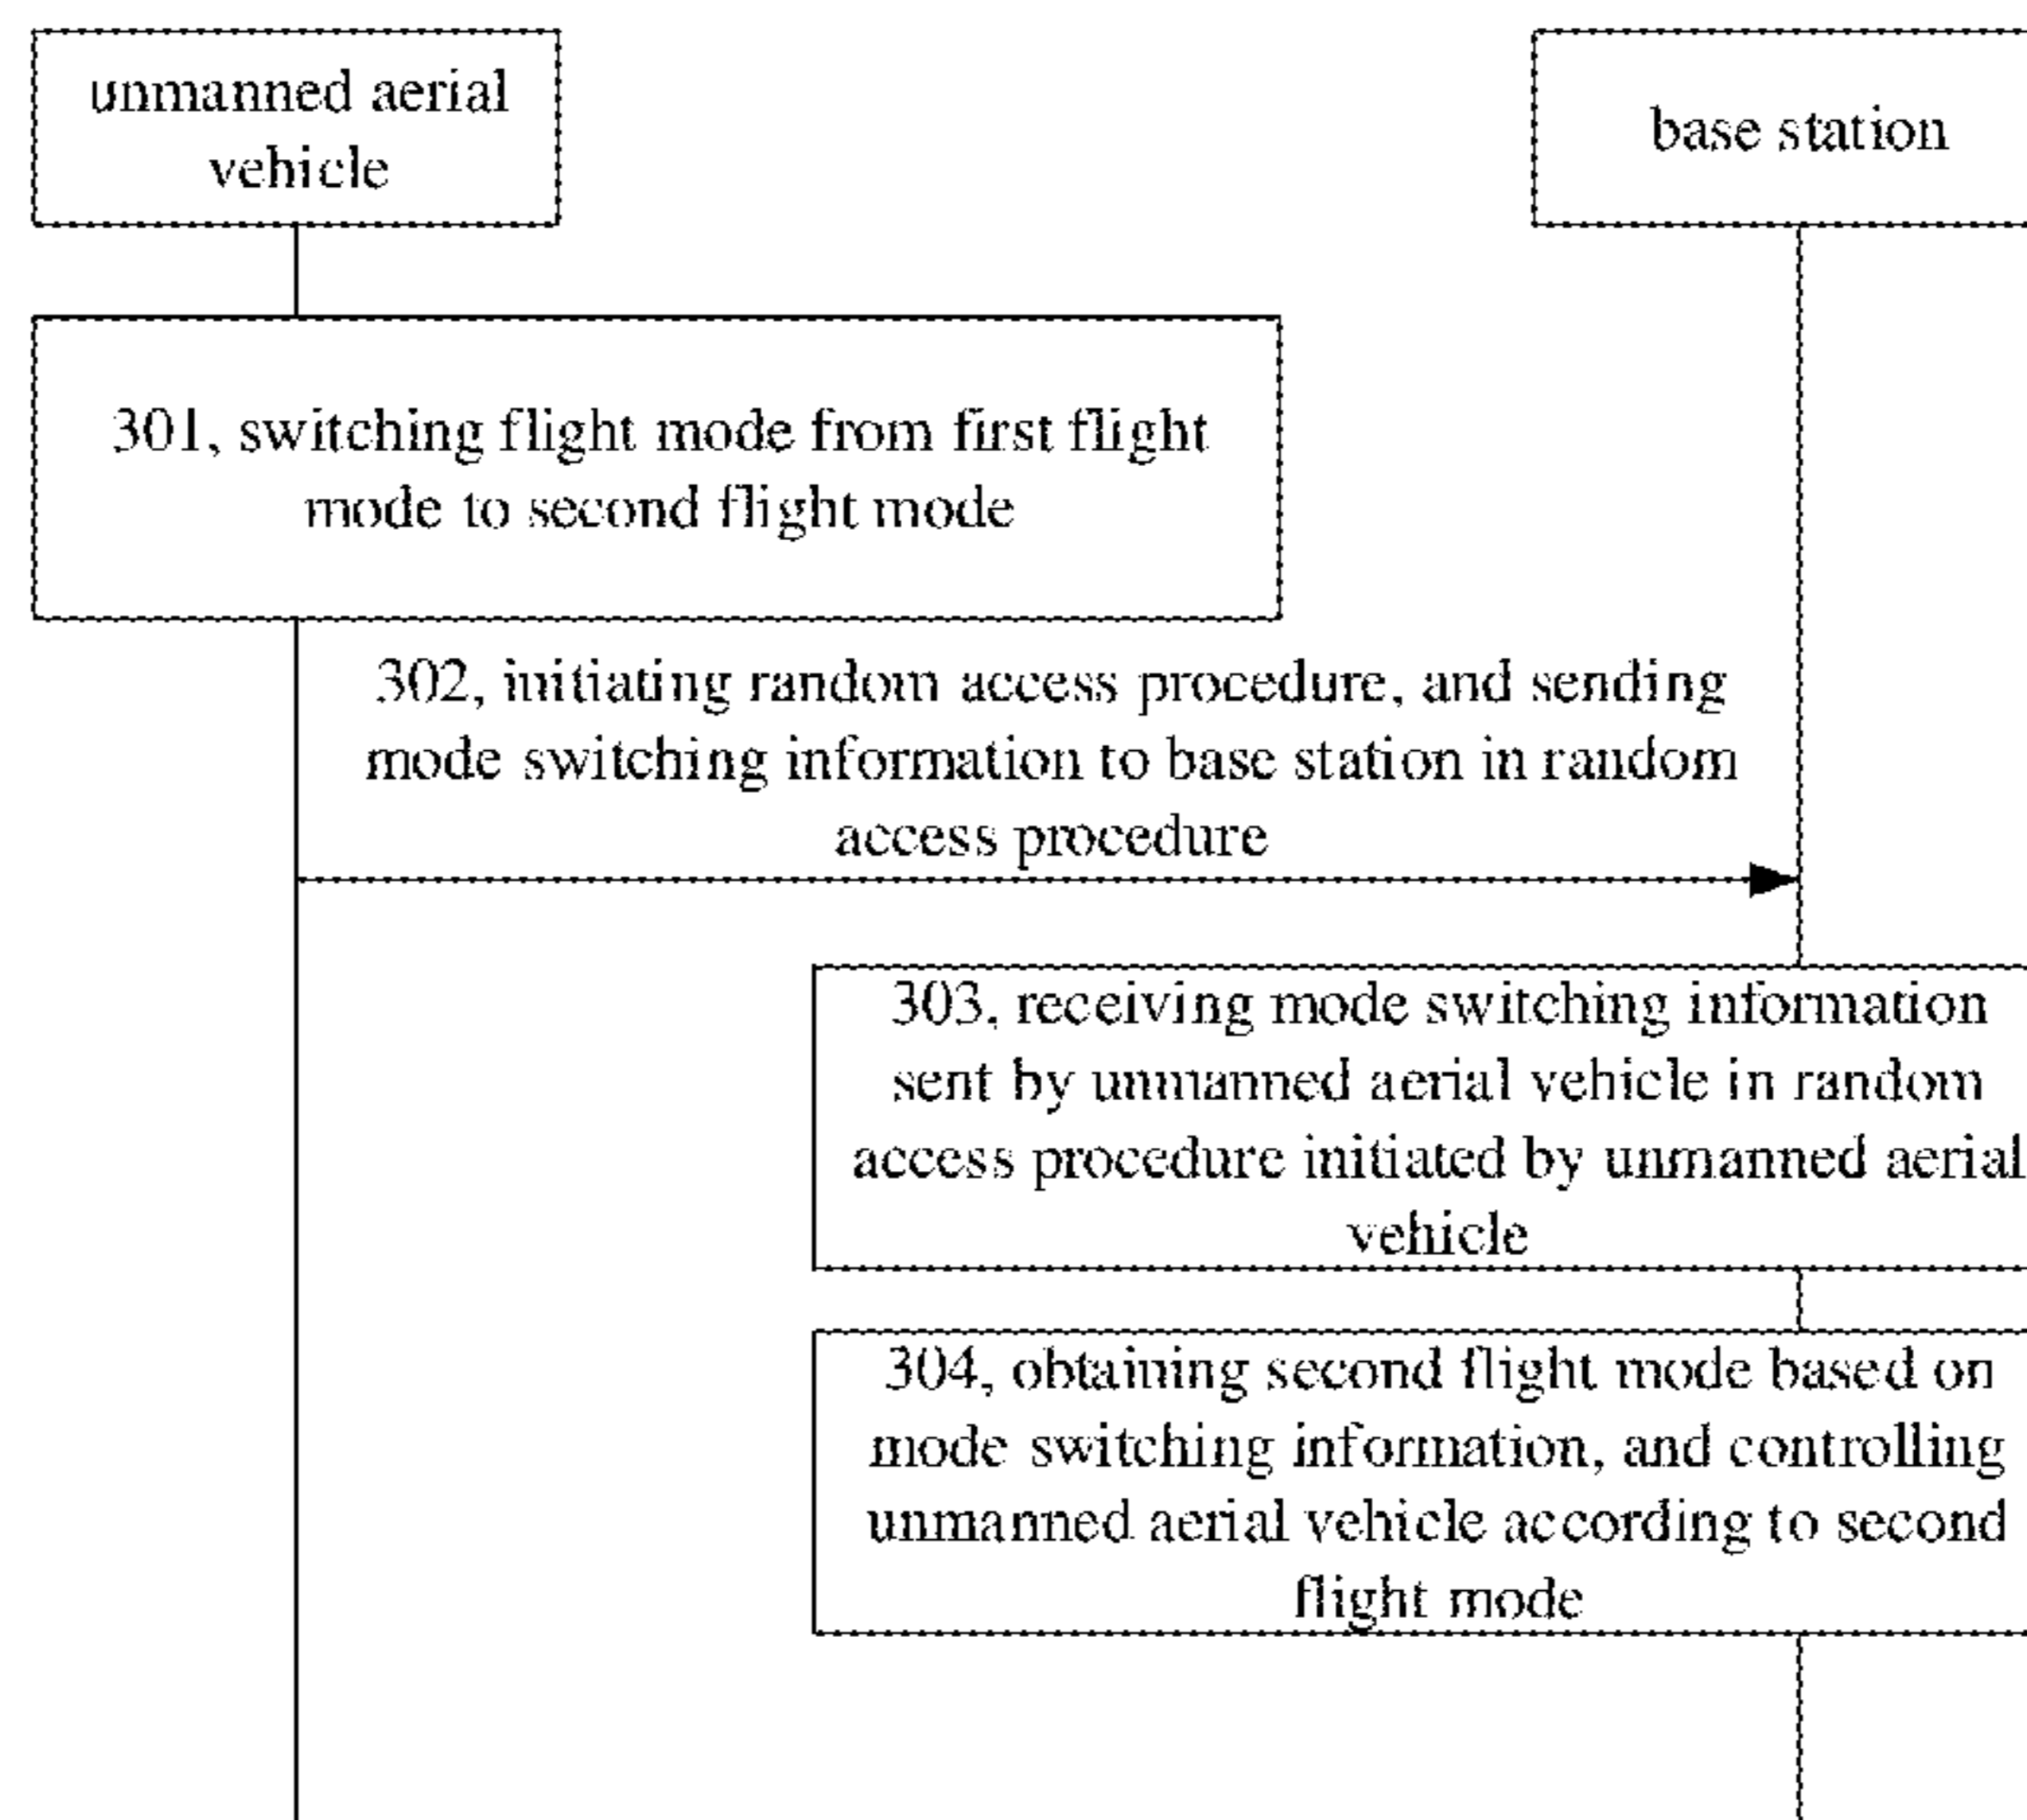 unmanned aerial
vehicle
base station
301, switching flight mode from first flight
mode to second flight mode
302, initiating random access procedure, and sending
mode switching information to base station in random
access procedure
303, receiving mode switching information
sent by unmanned aerial vehicle in random
access procedure initiated by unmanned aerial
vehicle
304, obtaining second flight mode based on
mode switching information, and controlling
unmanned aerial vehicle according to second
flight mode